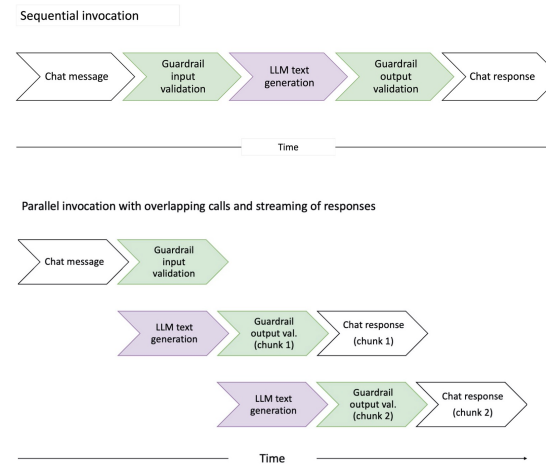 Sequential invocation
Chat message
Guardrail
input
validation
LLM text
generation
Guardrail
output
validation
Chat response
Time
Parallel invocation with overlapping calls and streaming of responses
Chat message
Guardrail
input
validation
LLM text
generation
Guardrail
output val.
(chunk 1)
Chat response
(chunk 1)
LLM text
generation
Guardrail
output val.
(chunk 2)
Chat response
(chunk 2)
Time